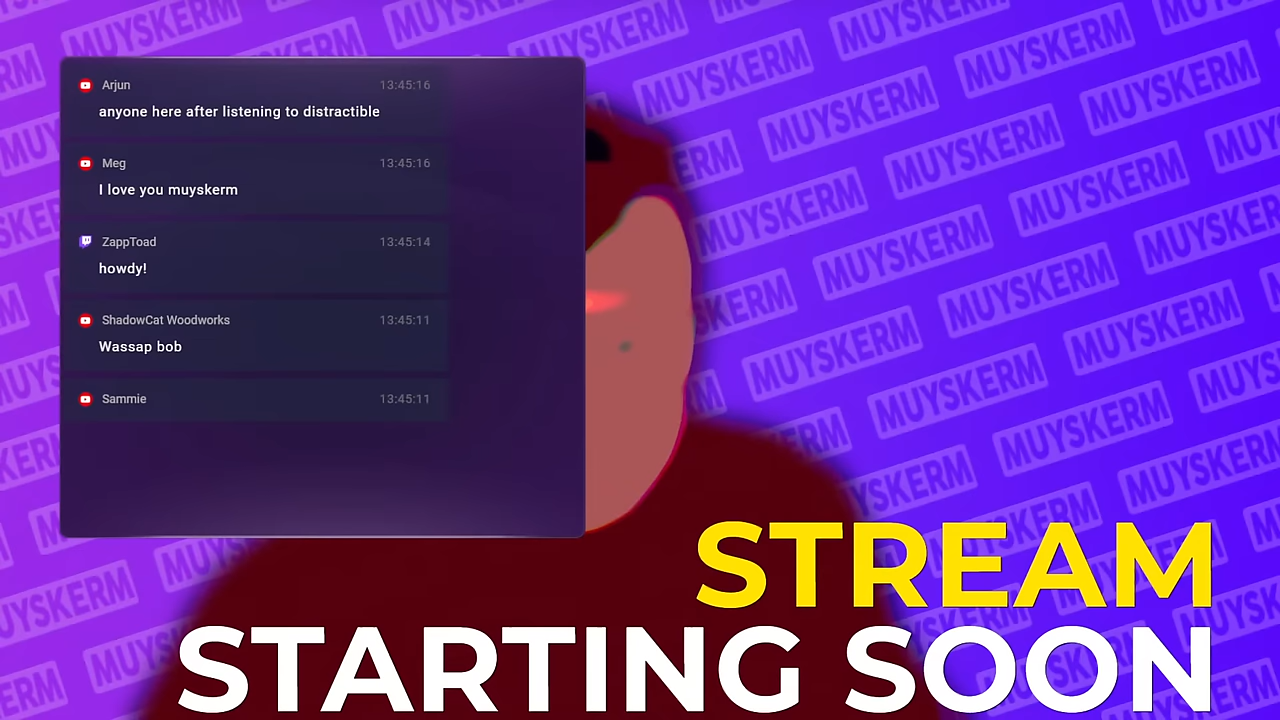 Arjun 13:45:16
anyone here after listening to distractible
Meg 13:45:16
I love you muyskerm
ZappToad 13:45:14
howdy!
ShadowCat Woodworks 13:45:11
Wassap bob
Sammie 13:45:11
STREAM
STARTING SOON
MUYSKERM